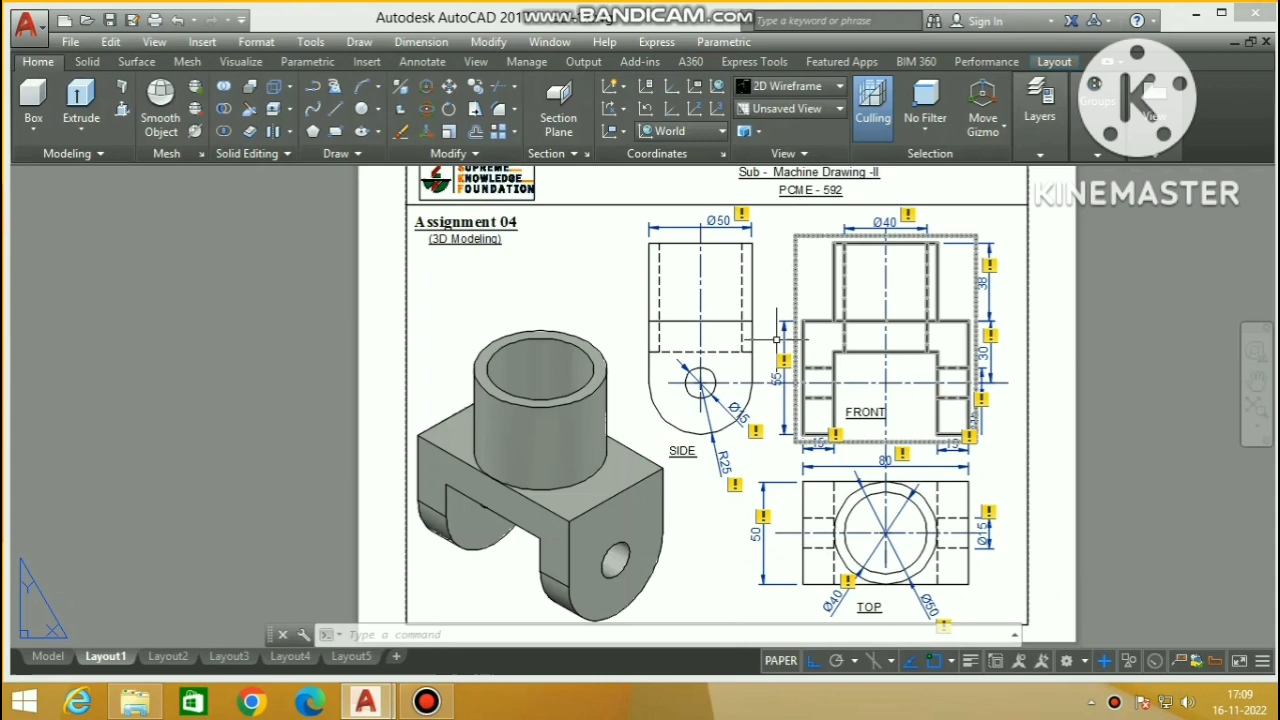 Autodesk AutoCAD 201
www.BANDICAM.com
Type a keyword or phrase
Sign In
File Edit View Insert Format Tools Draw Dimension Modify Window Help Express Parametric
Home Solid Surface Mesh Visualize Parametric Insert Annotate View Manage Output Add-ins A360 Express Tools Featured Apps BIM 360 Performance Layout
Box
Extrude
Smooth
Object
Section
Plane
World
2D Wireframe
Unsaved View
Culling
No Filter
Move
Gizmo
Layers
Groups
View
Modeling Mesh Solid Editing Draw Modify Section Coordinates View Selection
K
KINEMASTER
SUPREME
KNOWLEDGE
FOUNDATION
Sub - Machine Drawing -II
PCME - 592
Assignment 04
(3D Modeling)
Ø50
Ø40
38
30
55
Ø15
R25
SIDE
FRONT
15
15
80
50
Ø15
Ø40
Ø50
TOP
Y
X
Type a command
Model Layout1 Layout2 Layout3 Layout4 Layout5 +
PAPER
17:09
16-11-2022